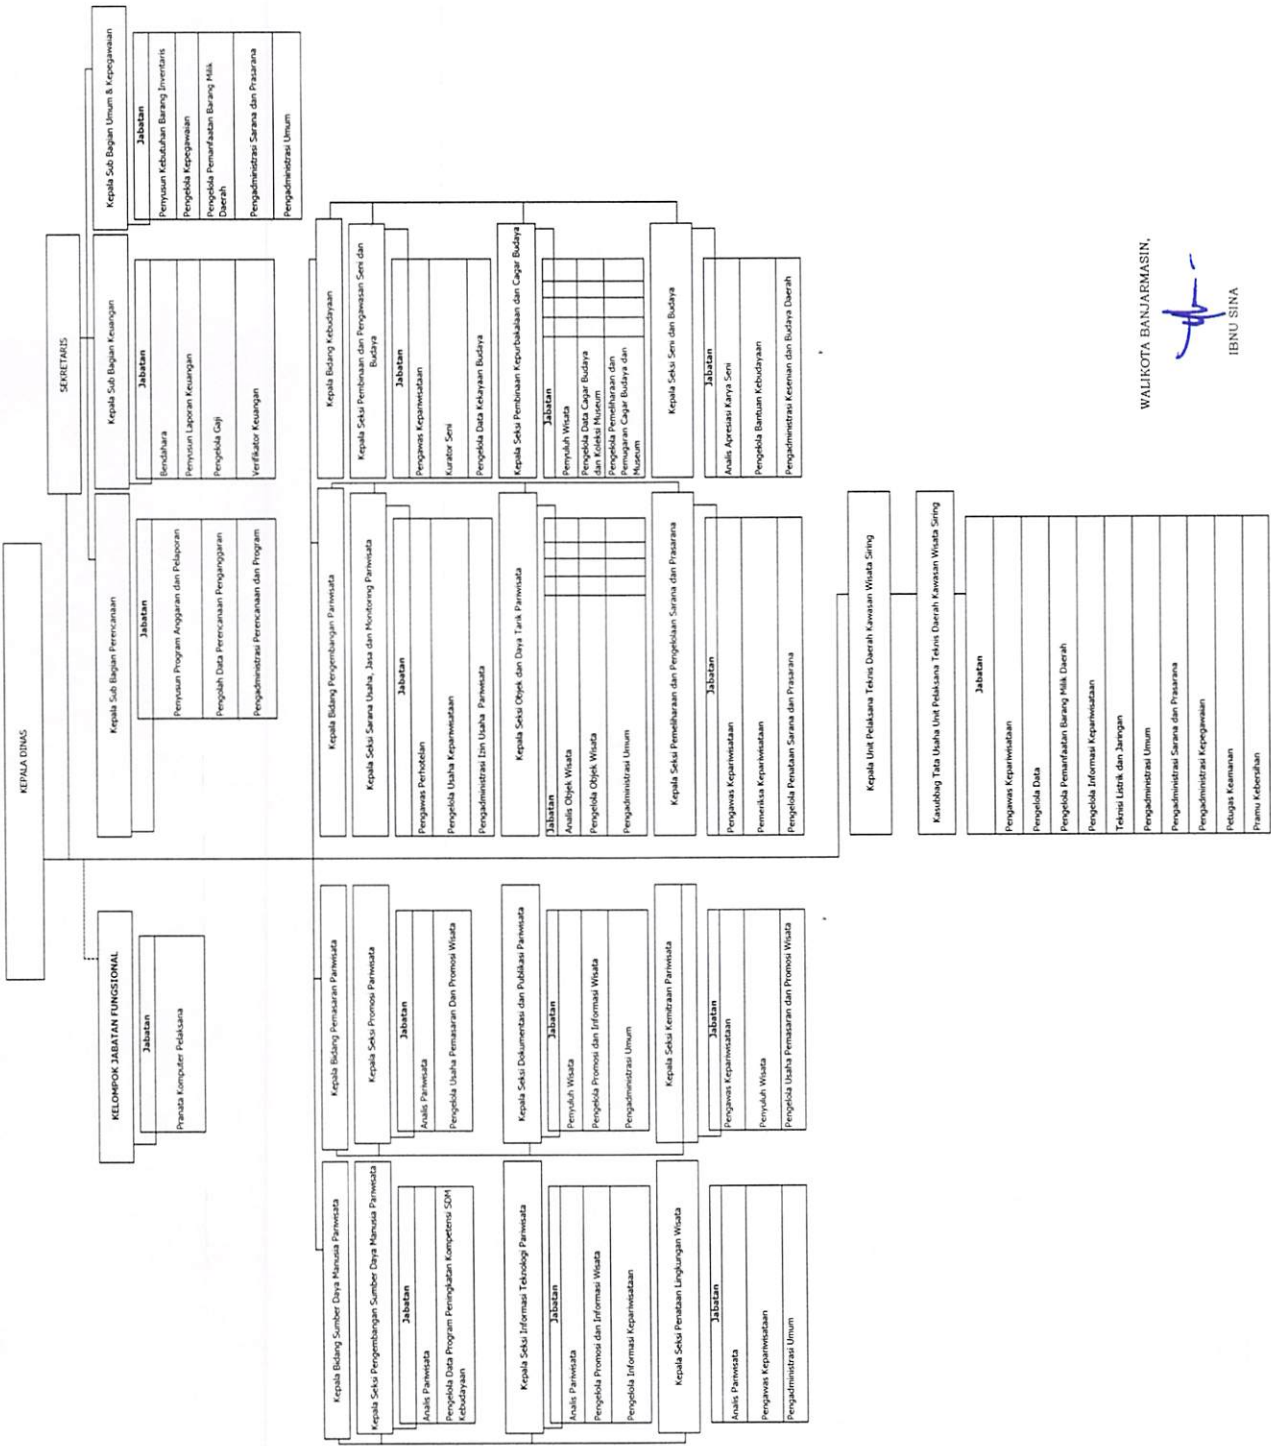 KEPALA DINAS
SEKRETARIS
KELOMPOK JABATAN FUNGSIONAL
Jabatan
Pranata Komputer Pelaksana
Kepala Sub Bagian Perencanaan
Jabatan
Penyusun Program Anggaran dan Pelaporan
Pengolah Data Perencanaan Penganggaran
Pengadministrasi Perencanaan dan Program
Kepala Sub Bagian Keuangan
Jabatan
Bendahara
Penyusun Laporan Keuangan
Pengelola Gaji
Verifikator Keuangan
Kepala Sub Bagian Umum & Kepegawaian
Jabatan
Penyusun Kebutuhan Barang Inventaris
Pengelola Kepegawaian
Pengelola Pemanfaatan Barang Milik
Daerah
Pengadministrasi Sarana dan Prasarana
Pengadministrasi Umum
Kepala Bidang Sumber Daya Manusia Pariwisata
Kepala Seksi Pengembangan Sumber Daya Manusia Pariwisata
Jabatan
Analis Pariwisata
Pengelola Data Program Peningkatan Kompetensi SDM
Kebudayaan
Kepala Seksi Informasi Teknologi Pariwisata
Jabatan
Analis Pariwisata
Pengelola Promosi dan Informasi Wisata
Pengelola Informasi Kepariwisataan
Kepala Seksi Penataan Lingkungan Wisata
Jabatan
Analis Pariwisata
Pengawas Kepariwisataan
Pengadministrasi Umum
Kepala Bidang Pemasaran Pariwisata
Kepala Seksi Promosi Pariwisata
Jabatan
Analis Pariwisata
Pengelola Usaha Pemasaran Dan Promosi Wisata
Kepala Seksi Dokumentasi dan Publikasi Pariwisata
Jabatan
Penyuluh Wisata
Pengelola Promosi dan Informasi Wisata
Pengadministrasi Umum
Kepala Seksi Kemitraan Pariwisata
Jabatan
Pengawas Kepariwisataan
Penyuluh Wisata
Pengelola Usaha Pemasaran dan Promosi Wisata
Kepala Bidang Pengembangan Pariwisata
Kepala Seksi Sarana Usaha, Jasa dan Monitoring Pariwisata
Jabatan
Pengawas Perhotelan
Pengelola Usaha Kepariwisataan
Pengadministrasi Izin Usaha Pariwisata
Kepala Seksi Objek dan Daya Tarik Pariwisata
Jabatan
Analis Objek Wisata
Pengelola Objek Wisata
Pengadministrasi Umum
Kepala Seksi Pemeliharaan dan Pengelolaan Sarana dan Prasarana
Jabatan
Pengawas Kepariwisataan
Pemeriksa Kepariwisataan
Pengelola Penataan Sarana dan Prasarana
Kepala Bidang Kebudayaan
Kepala Seksi Pembinaan dan Pengawasan Seni dan
Budaya
Jabatan
Pengawas Kepariwisataan
Kurator Seni
Pengelola Data Kekayaan Budaya
Kepala Seksi Pembinaan Kepurbakalaan dan Cagar Budaya
Jabatan
Penyuluh Wisata
Pengelola Data Cagar Budaya
dan Koleksi Museum
Pengelola Pemeliharaan dan
Pemugaran Cagar Budaya dan
Museum
Kepala Seksi Seni dan Budaya
Jabatan
Analis Apresiasi Karya Seni
Pengelola Bantuan Kebudayaan
Pengadministrasi Kesenian dan Budaya Daerah
Kepala Unit Pelaksana Teknis Daerah Kawasan Wisata Siring
Kasubbag Tata Usaha Unit Pelaksana Teknis Daerah Kawasan Wisata Siring
Jabatan
Pengawas Kepariwisataan
Pengelola Data
Pengelola Pemanfaatan Barang Milik Daerah
Pengelola Informasi Kepariwisataan
Teknisi Listrik dan Jaringan
Pengadministrasi Umum
Pengadministrasi Sarana dan Prasarana
Pengadministrasi Kepegawaian
Petugas Keamanan
Pramu Kebersihan
WALIKOTA BANJARMASIN,
IBNU SINA